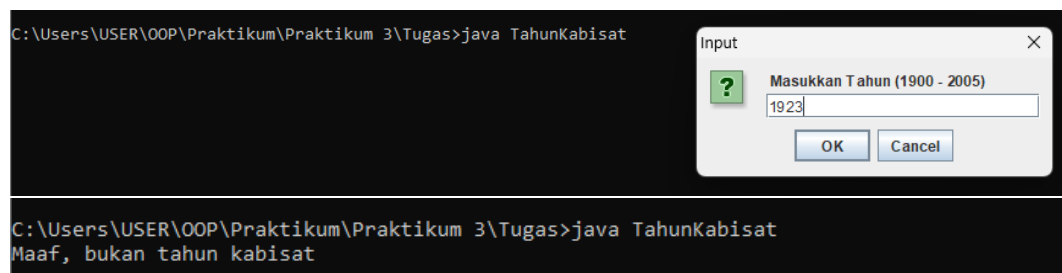 C:\Users\USER\OOP\Praktikum\Praktikum 3\Tugas>java TahunKabisat
Input
?
Masukkan Tahun (1900 - 2005)
1923
OK Cancel
C:\Users\USER\OOP\Praktikum\Praktikum 3\Tugas>java TahunKabisat
Maaf, bukan tahun kabisat